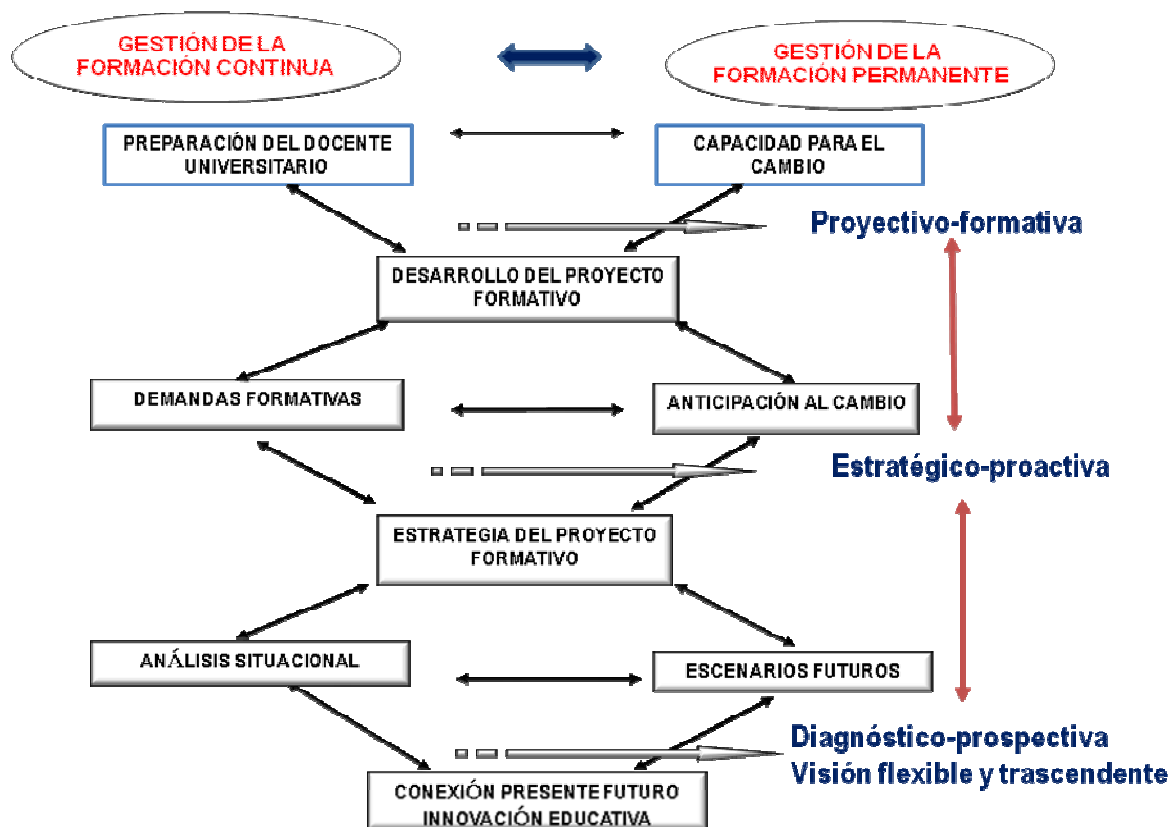 GESTIÓN DE LA
FORMACIÓN CONTINUA
GESTIÓN DE LA
FORMACIÓN PERMANENTE
PREPARACIÓN DEL DOCENTE
UNIVERSITARIO
CAPACIDAD PARA EL
CAMBIO
Proyectivo-formativa
DESARROLLO DEL PROYECTO
FORMATIVO
DEMANDAS FORMATIVAS
ANTICIPACIÓN AL CAMBIO
Estratégico-proactiva
ESTRATEGIA DEL PROYECTO
FORMATIVO
ANÁLISIS SITUACIONAL
ESCENARIOS FUTUROS
Diagnóstico-prospectiva
Visión flexible y trascendente
CONEXIÓN PRESENTE FUTURO
INNOVACIÓN EDUCATIVA